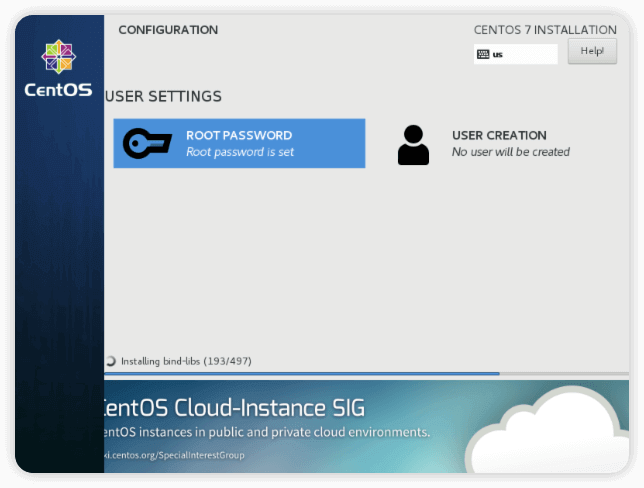 CONFIGURATION
CENTOS 7 INSTALLATION
us
Help!
CentOS
USER SETTINGS
ROOT PASSWORD
Root password is set
USER CREATION
No user will be created
Installing bind-libs (193/497)
CentOS Cloud-Instance SIG
entOS instances in public and private cloud environments.
ki.centos.org/SpecialInterestGroup